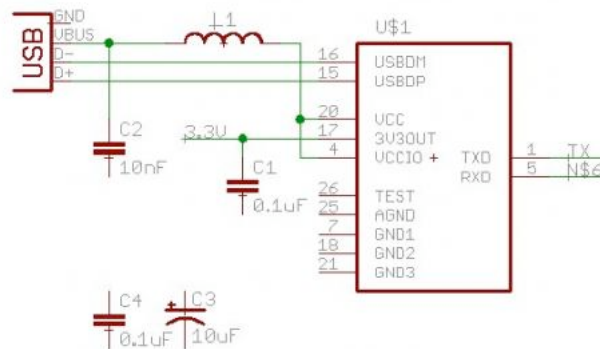 GND
VBUS
D-
D+
USB
L1
C2
10nF
3.3V
C1
0.1uF
U$1
16 USBDM
15 USBDP
20 VCC
17 3V3OUT
4 VCCIO + TXD 1 TX
RXD 5 N$6
26 TEST
25 AGND
7 GND1
18 GND2
21 GND3
C4
0.1uF
+
C3
10uF